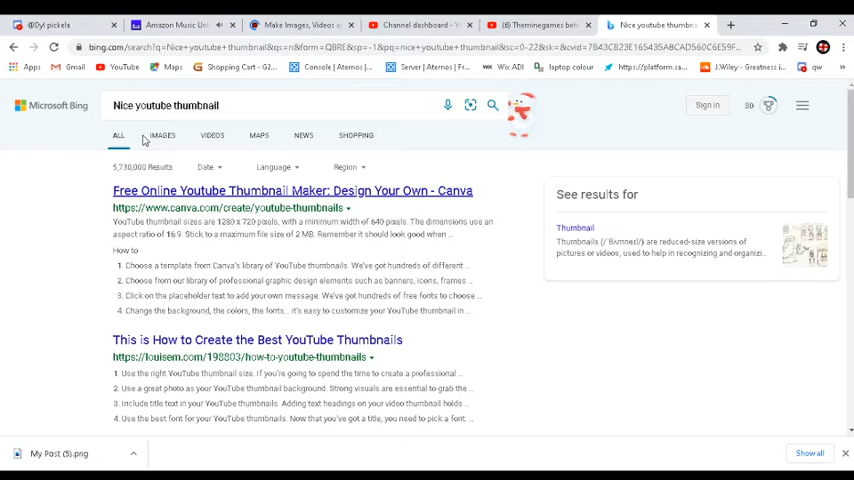 @Dyl pickela
Amazon Music Unl
Make Images, Videos a
Channel dashboard - Y
(6) Theminegames beh
Nice youtube thumbna
bing.com/search?q=Nice+youtube+thumbnail&qs=n&form=QBRE&sp=-1&pq=nice+youtube+thumbnail&sc=0-22&sk=&cvid=7843CB23E165435A8CAD560C6EVECD...
Apps
Gmail
YouTube
Maps
Shopping Cart - G2...
Console | Aternos |...
Server | Aternos | Fre...
Wix ADI
laptop colour
https://platform.sa...
J.Wiley - Greatness i...
qw
Microsoft Bing
Nice youtube thumbnail
Sign in
30
ALL
IMAGES
VIDEOS
MAPS
NEWS
SHOPPING
5,730,000 Results
Date
Language
Region
Free Online Youtube Thumbnail Maker: Design Your Own - Canva
https://www.canva.com/create/youtube-thumbnails
YouTube thumbnail sizes are 1280 x 720 pixels, with a minimum width of 640 pixels. The dimensions use an
aspect ratio of 16:9. Stick to a maximum file size of 2 MB. Remember it should look good when ...
How to
1. Choose a template from Canva's library of YouTube thumbnails. We've got hundreds of different ...
2. Choose from our library of professional graphic design elements such as banners, icons, frames ...
3. Click on the placeholder text to add your own message. We've got hundreds of free fonts to choose ...
4. Change the background, the colors, the fonts... it's easy to customize your YouTube thumbnail in ...
This is How to Create the Best YouTube Thumbnails
https://louisem.com/198803/how-to-youtube-thumbnails
1. Use the right YouTube thumbnail size. If you're going to spend the time to create a professional ...
2. Use a great photo as your YouTube thumbnail background. Strong visuals are essential to grab the ...
3. Include title text in your YouTube thumbnail. Adding text headings on your video thumbnail holds ...
4. Use the best font for your YouTube thumbnails. Now that you've got a title, you need to pick a font. ...
See results for
Thumbnail
Thumbnails (/ˈθʌmneɪl/) are reduced-size versions of
pictures or videos, used to help in recognizing and organizi...
My Post (5).png
Show all